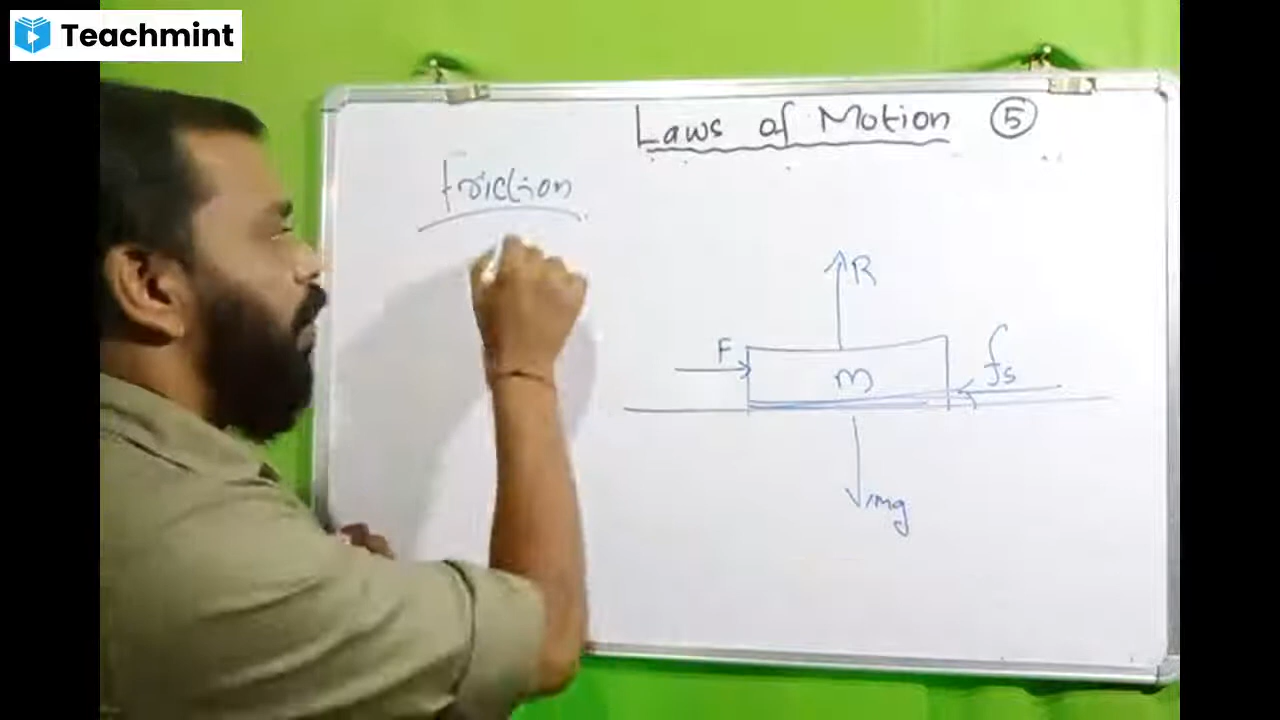 Teachmint
Laws of Motion ⑤
Friction
R
F
m
fs
mg